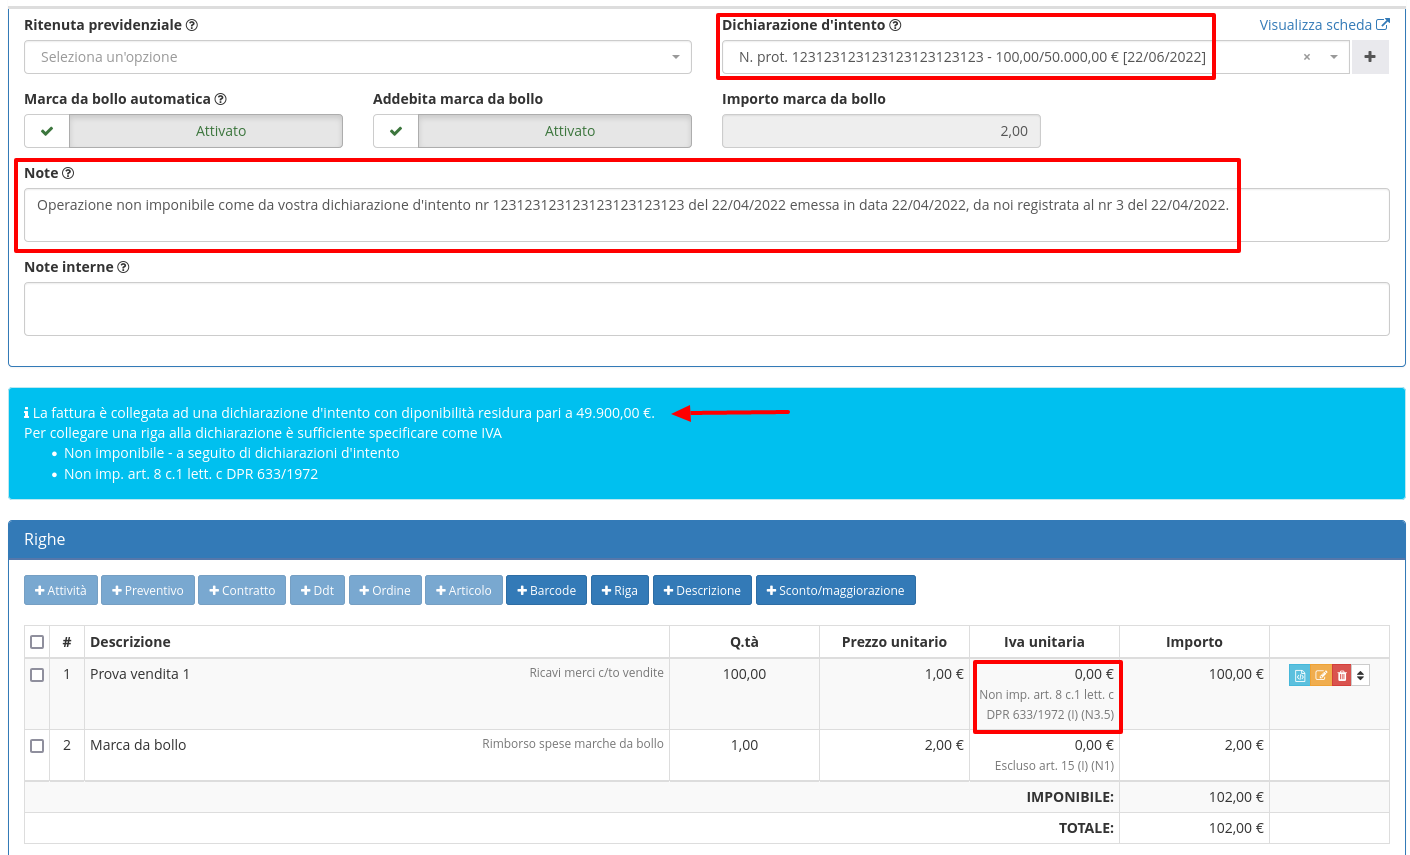 Ritenuta previdenziale
Dichiarazione d'intento
Visualizza scheda
Seleziona un'opzione
N. prot. 123123123123123123123123 - 100,00/50.000,00 € [22/06/2022]
×
Marca da bollo automatica
Addebita marca da bollo
Importo marca da bollo
Attivato
Attivato
2,00
Note
Operazione non imponibile come da vostra dichiarazione d'intento nr 123123123123123123123123 del 22/04/2022 emessa in data 22/04/2022, da noi registrata al nr 3 del 22/04/2022.
Note interne
La fattura è collegata ad una dichiarazione d'intento con diponibilità residura pari a 49.900,00 €.
Per collegare una riga alla dichiarazione è sufficiente specificare come IVA
• Non imponibile - a seguito di dichiarazioni d'intento
• Non imp. art. 8 c.1 lett. c DPR 633/1972
Righe
Attività
Preventivo
Contratto
Ddt
Ordine
Articolo
Barcode
Riga
Descrizione
Sconto/maggiorazione
# Descrizione Q.tà Prezzo unitario Iva unitaria Importo
1 Prova vendita 1 Ricavi merci c/to vendite 100,00 1,00 € 0,00 € 100,00 €
Non imp. art. 8 c.1 lett. c
DPR 633/1972 (I) (N3.5)
2 Marca da bollo Rimborso spese marche da bollo 1,00 2,00 € 0,00 € 2,00 €
Escluso art. 15 (I) (N1)
IMPONIBILE: 102,00 €
TOTALE: 102,00 €